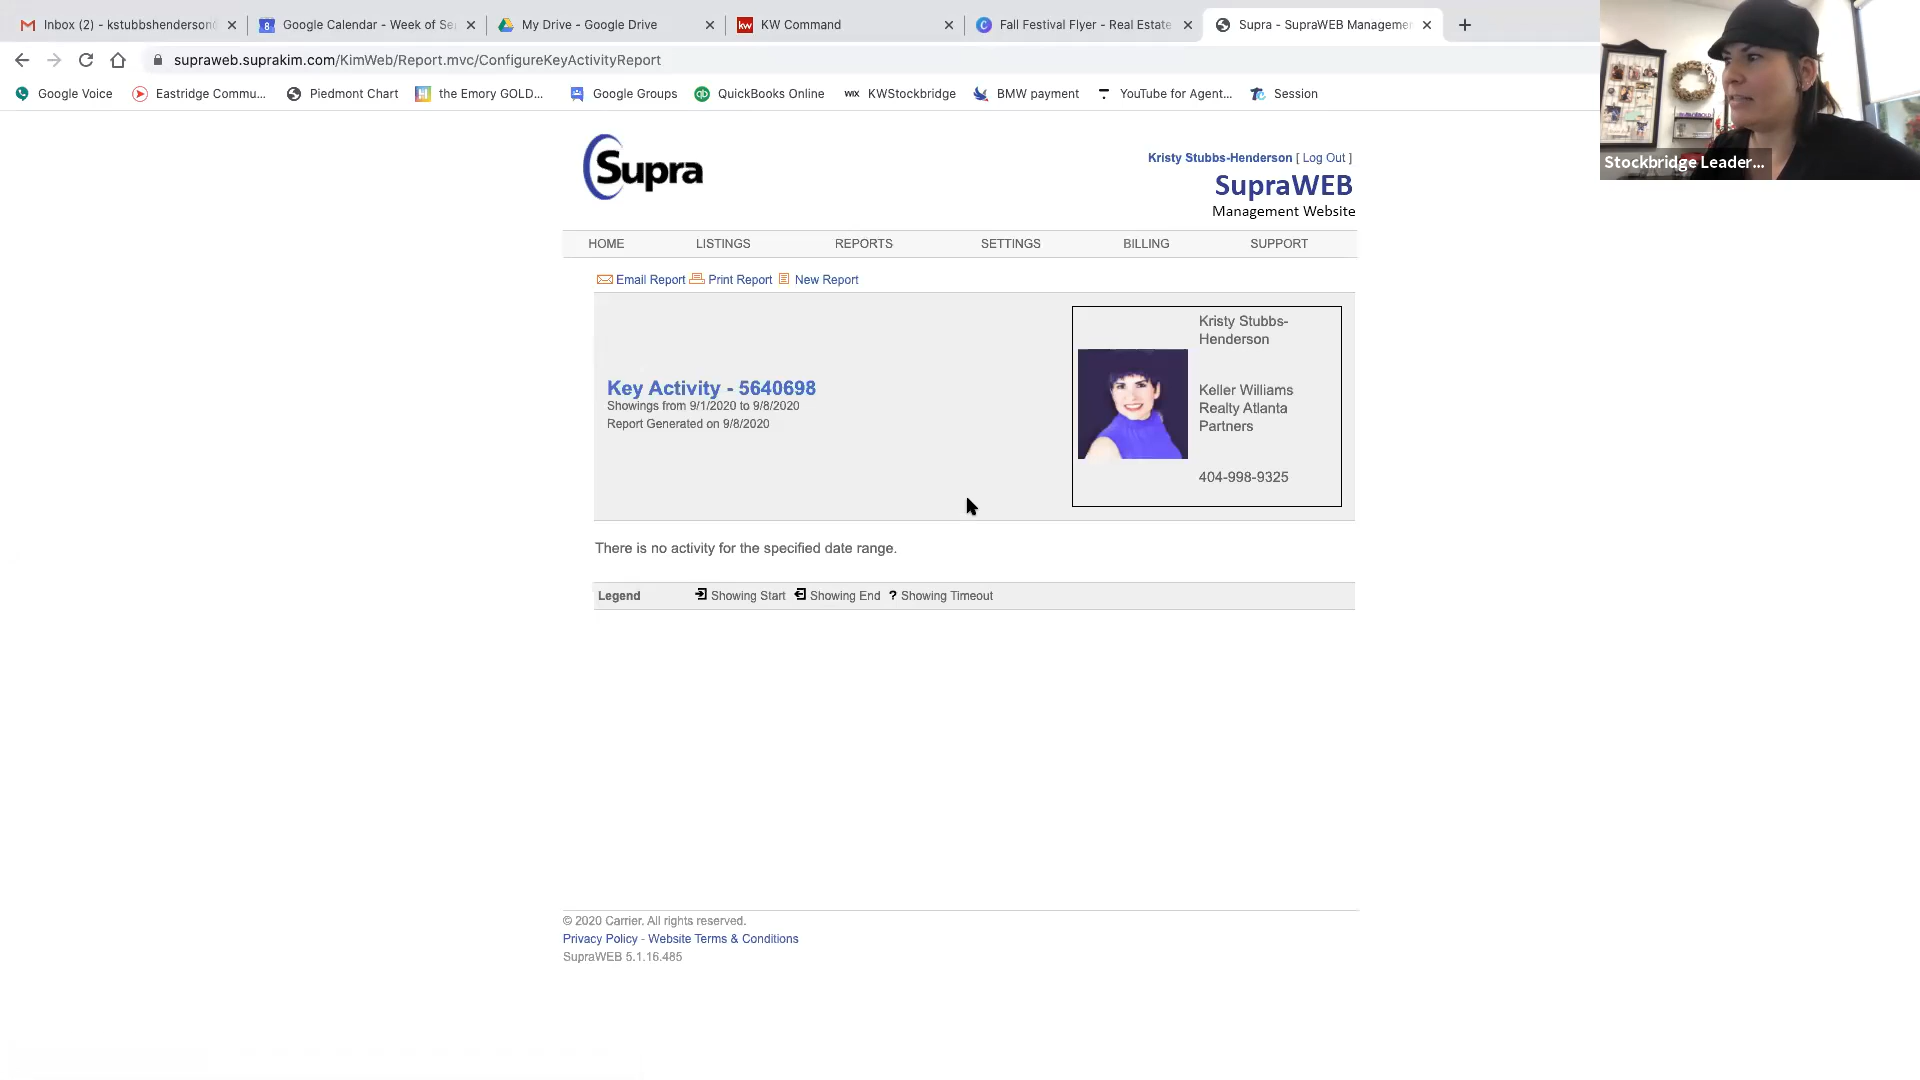 Inbox (2) - kstubbshenderson
Google Calendar - Week of Se
My Drive - Google Drive
KW Command
Fall Festival Flyer - Real Estate
Supra - SupraWEB Managemen
supraweb.suprakim.com/KimWeb/Report.mvc/ConfigureKeyActivityReport
Google Voice
Eastridge Commu...
Piedmont Chart
the Emory GOLD...
Google Groups
QuickBooks Online
WIX KWStockbridge
BMW payment
YouTube for Agent...
Session
Stockbridge Leader...
Supra
Kristy Stubbs-Henderson [ Log Out ]
SupraWEB
Management Website
HOME LISTINGS REPORTS SETTINGS BILLING SUPPORT
Email Report Print Report New Report
Key Activity - 5640698
Showings from 9/1/2020 to 9/8/2020
Report Generated on 9/8/2020
Kristy Stubbs-
Henderson
Keller Williams
Realty Atlanta
Partners
404-998-9325
There is no activity for the specified date range.
Legend Showing Start Showing End ? Showing Timeout
© 2020 Carrier. All rights reserved.
Privacy Policy - Website Terms & Conditions
SupraWEB 5.1.16.485